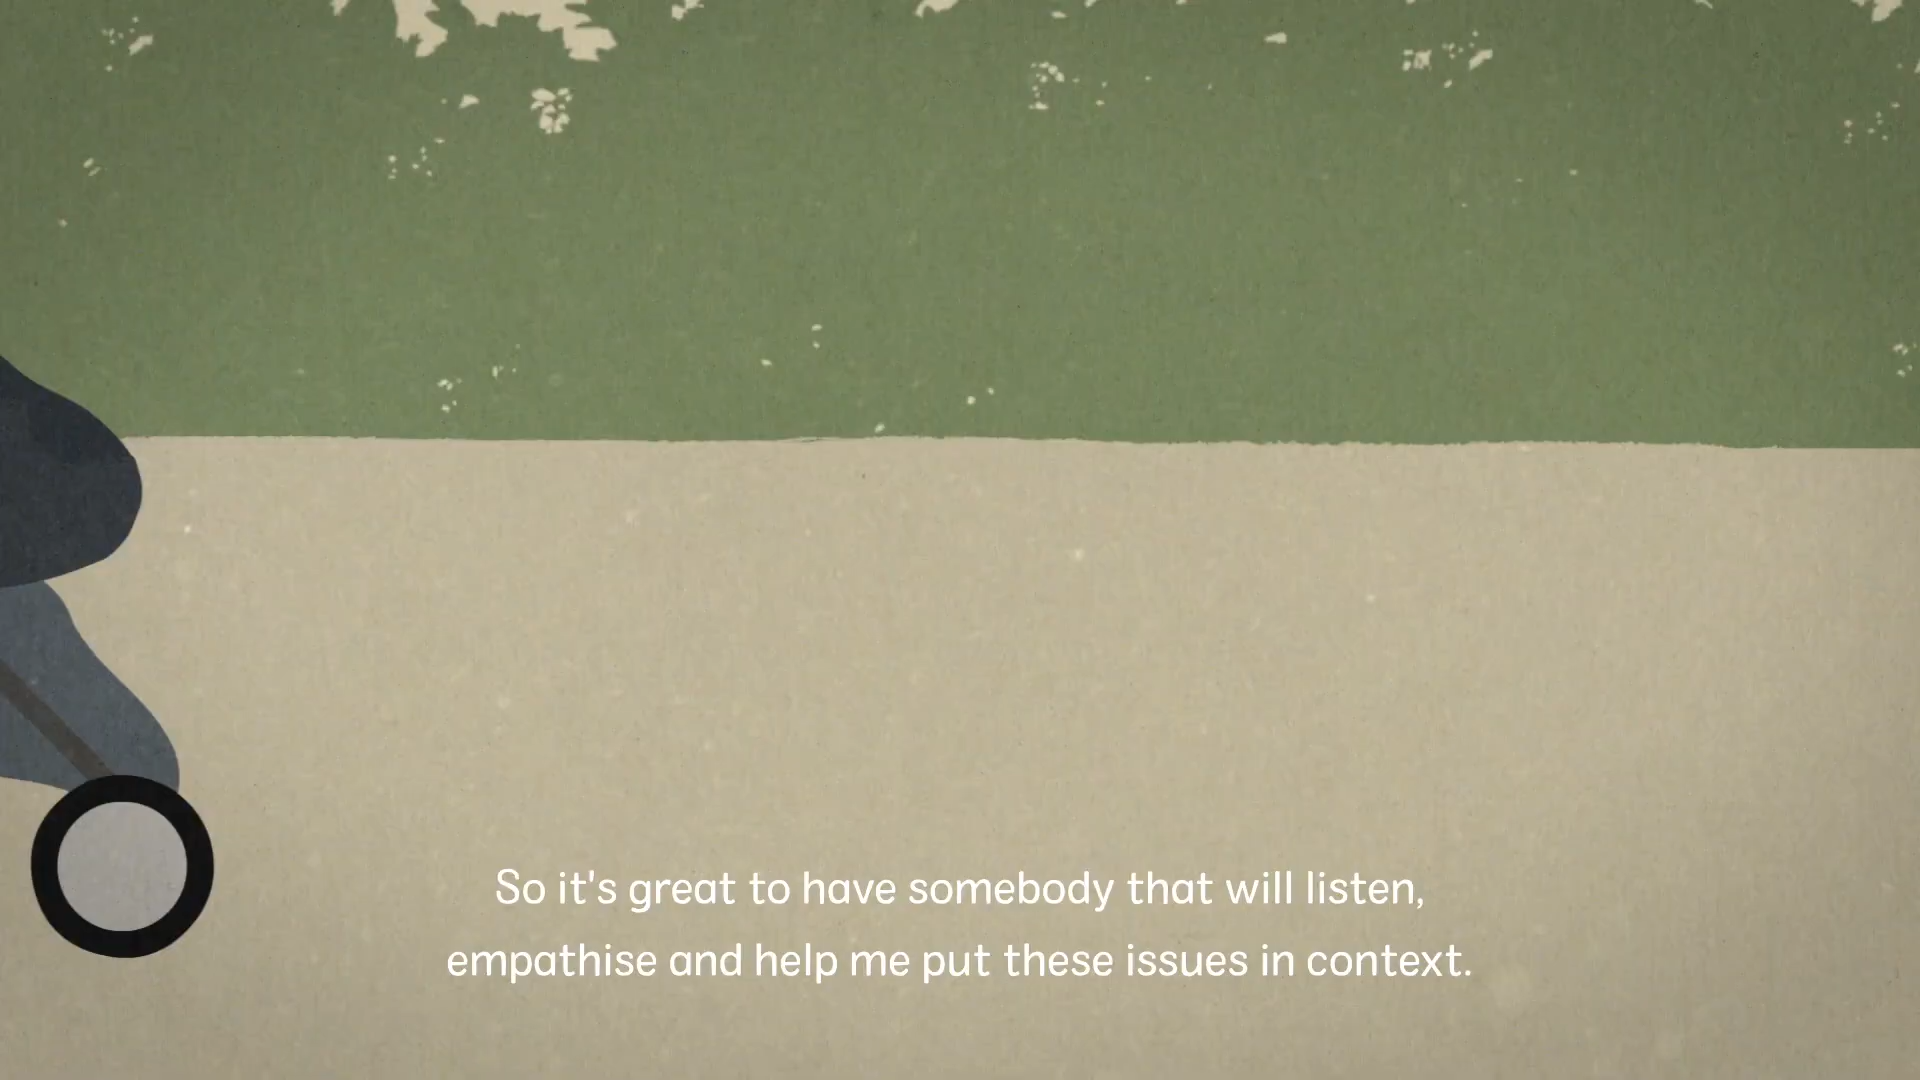 So it's great to have somebody that will listen,
empathise and help me put these issues in context.